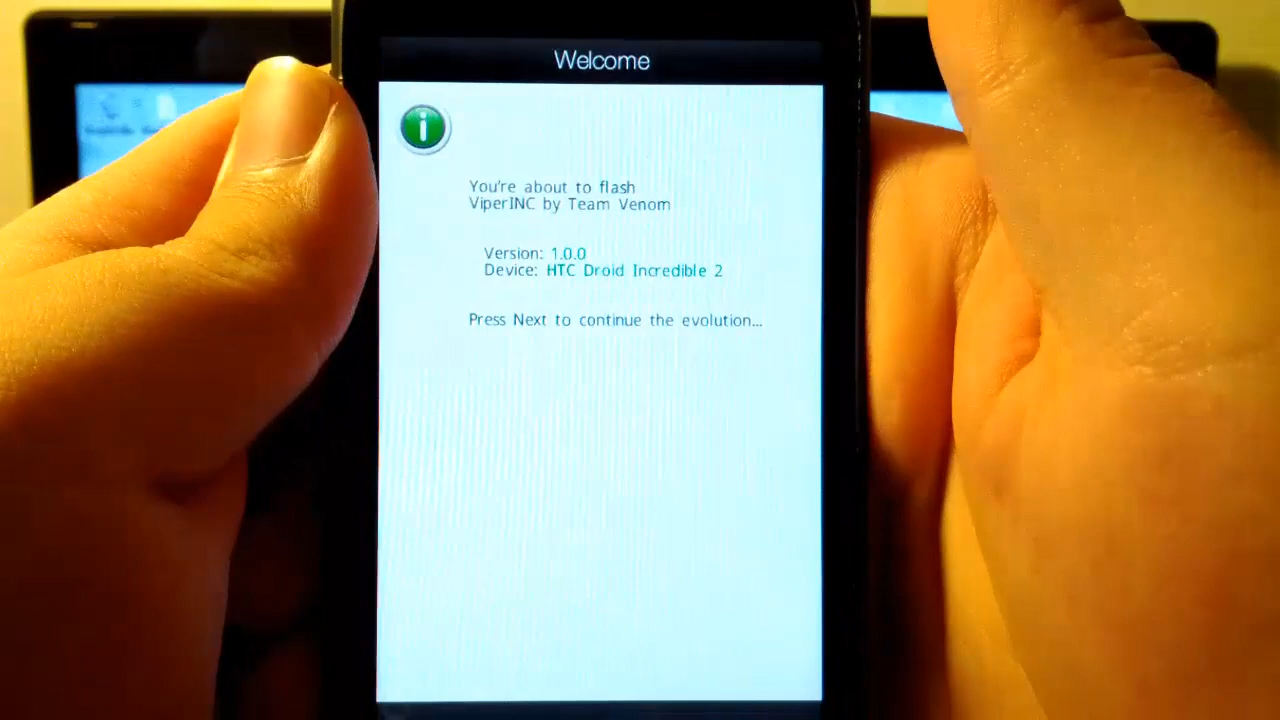 Welcome
You're about to flash
ViperINC by Team Venom
Version: 1.0.0
Device: HTC Droid Incredible 2
Press Next to continue the evolution...